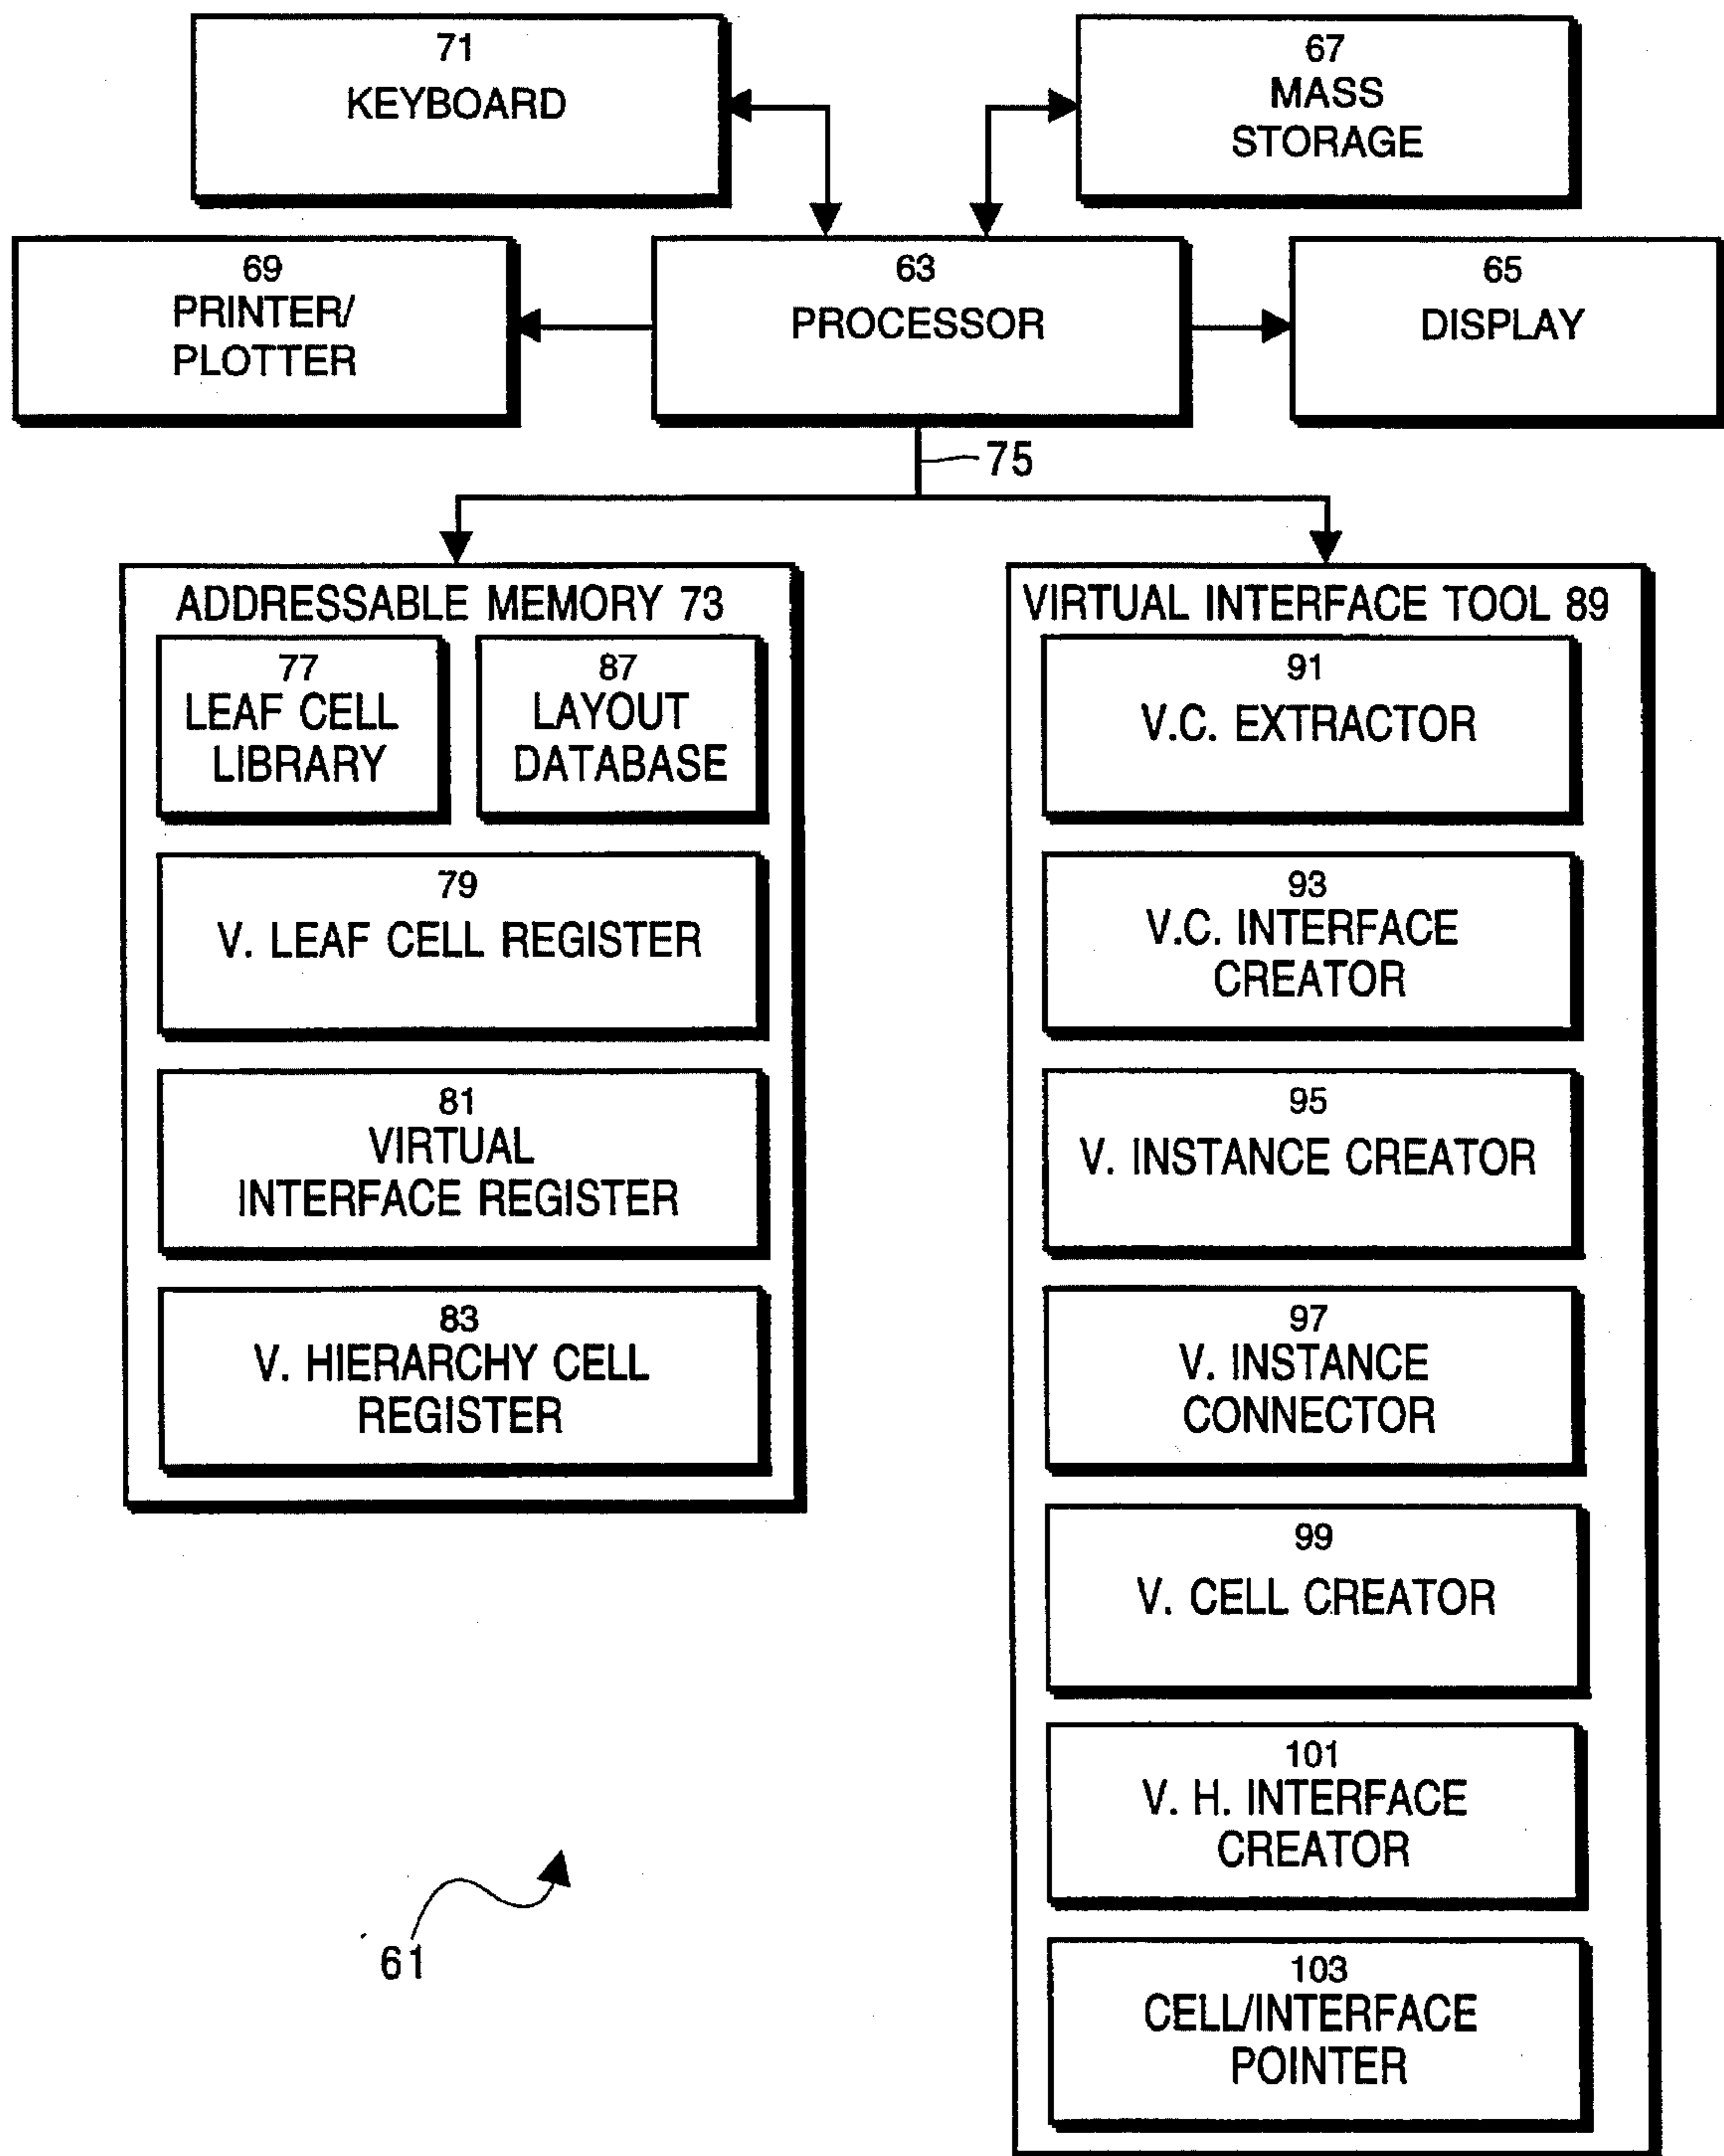 71
KEYBOARD
67
MASS
STORAGE
69
PRINTER/
PLOTTER
63
PROCESSOR
65
DISPLAY
75
ADDRESSABLE MEMORY 73
77
LEAF CELL
LIBRARY
87
LAYOUT
DATABASE
79
V. LEAF CELL REGISTER
81
VIRTUAL
INTERFACE REGISTER
83
V. HIERARCHY CELL
REGISTER
VIRTUAL INTERFACE TOOL 89
91
V.C. EXTRACTOR
93
V.C. INTERFACE
CREATOR
95
V. INSTANCE CREATOR
97
V. INSTANCE
CONNECTOR
99
V. CELL CREATOR
101
V. H. INTERFACE
CREATOR
103
CELL/INTERFACE
POINTER
61